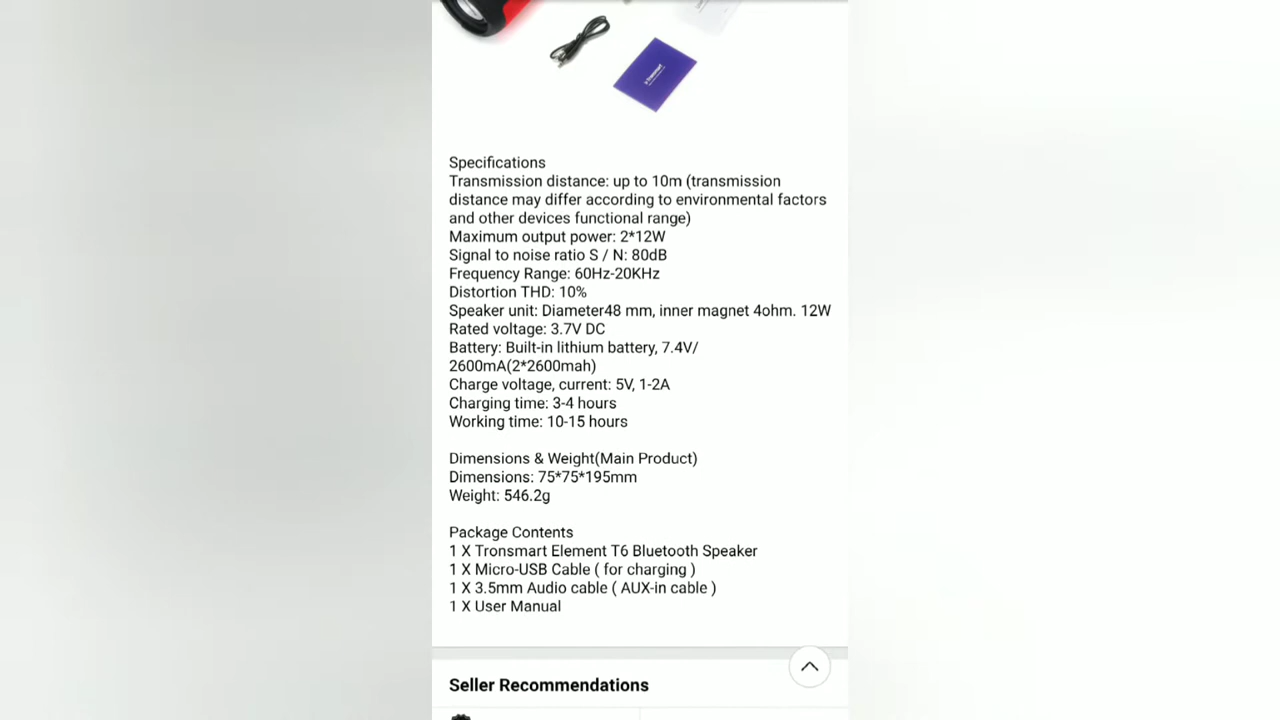 Tronsmart
Specifications
Transmission distance: up to 10m (transmission
distance may differ according to environmental factors
and other devices functional range)
Maximum output power: 2*12W
Signal to noise ratio S / N: 80dB
Frequency Range: 60Hz-20KHz
Distortion THD: 10%
Speaker unit: Diameter48 mm, inner magnet 4ohm. 12W
Rated voltage: 3.7V DC
Battery: Built-in lithium battery, 7.4V/
2600mA(2*2600mah)
Charge voltage, current: 5V, 1-2A
Charging time: 3-4 hours
Working time: 10-15 hours
Dimensions & Weight(Main Product)
Dimensions: 75*75*195mm
Weight: 546.2g
Package Contents
1 X Tronsmart Element T6 Bluetooth Speaker
1 X Micro-USB Cable ( for charging )
1 X 3.5mm Audio cable ( AUX-in cable )
1 X User Manual
Seller Recommendations